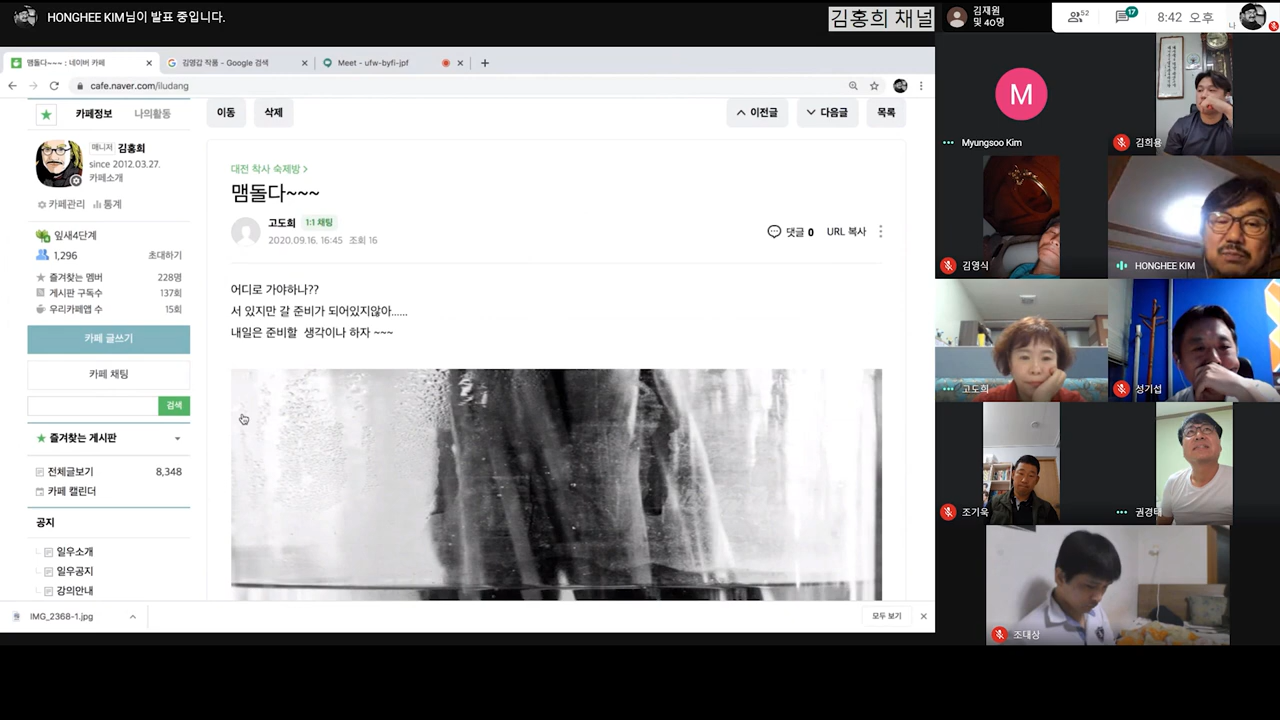 HONGHEE KIM님이 발표 중입니다.
김홍희 채널
김재원
및 40명
52
17
8:42 오후
나
맴돌다~~~ : 네이버 카페
김영갑 작품 - Google 검색
Meet - ufw-byfi-jpf
cafe.naver.com/iludang
카페정보
나의활동
이동
삭제
이전글
다음글
목록
매니저 김홍희
since 2012.03.27.
카페소개
카페관리
통계
대전 착사 숙제방 >
맴돌다~~~
고도희 1:1 채팅
2020.09.16. 16:45 조회 16
댓글 0
URL 복사
잎새4단계
1,296
초대하기
즐겨찾는 멤버
228명
게시판 구독수
137회
우리카페앱 수
15회
어디로 가야하나??
서 있지만 갈 준비가 되어있지않아......
내일은 준비할 생각이나 하자 ~~~
카페 글쓰기
카페 채팅
검색
즐겨찾는 게시판
전체글보기
8,348
카페 캘린더
공지
일우소개
일우공지
강의안내
IMG_2368-1.jpg
모두 보기
M
Myungsoo Kim
김희용
김영식
HONGHEE KIM
고도희
성기섭
조기욱
권경태
조대상